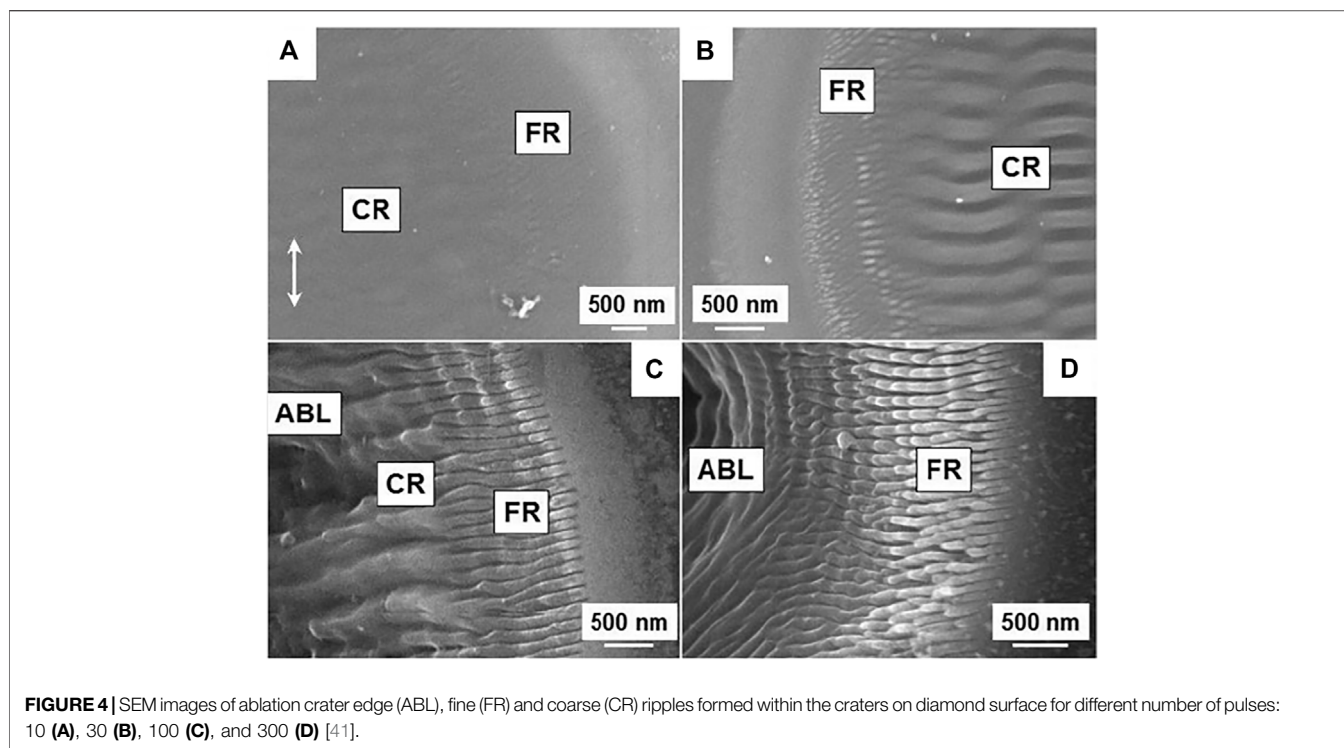 A
FR
CR
500 nm
B
FR
CR
500 nm
C
ABL
CR
FR
500 nm
D
ABL
FR
500 nm
FIGURE 4 | SEM images of ablation crater edge (ABL), fine (FR) and coarse (CR) ripples formed within the craters on diamond surface for different number of pulses:
10 (A), 30 (B), 100 (C), and 300 (D) [41].